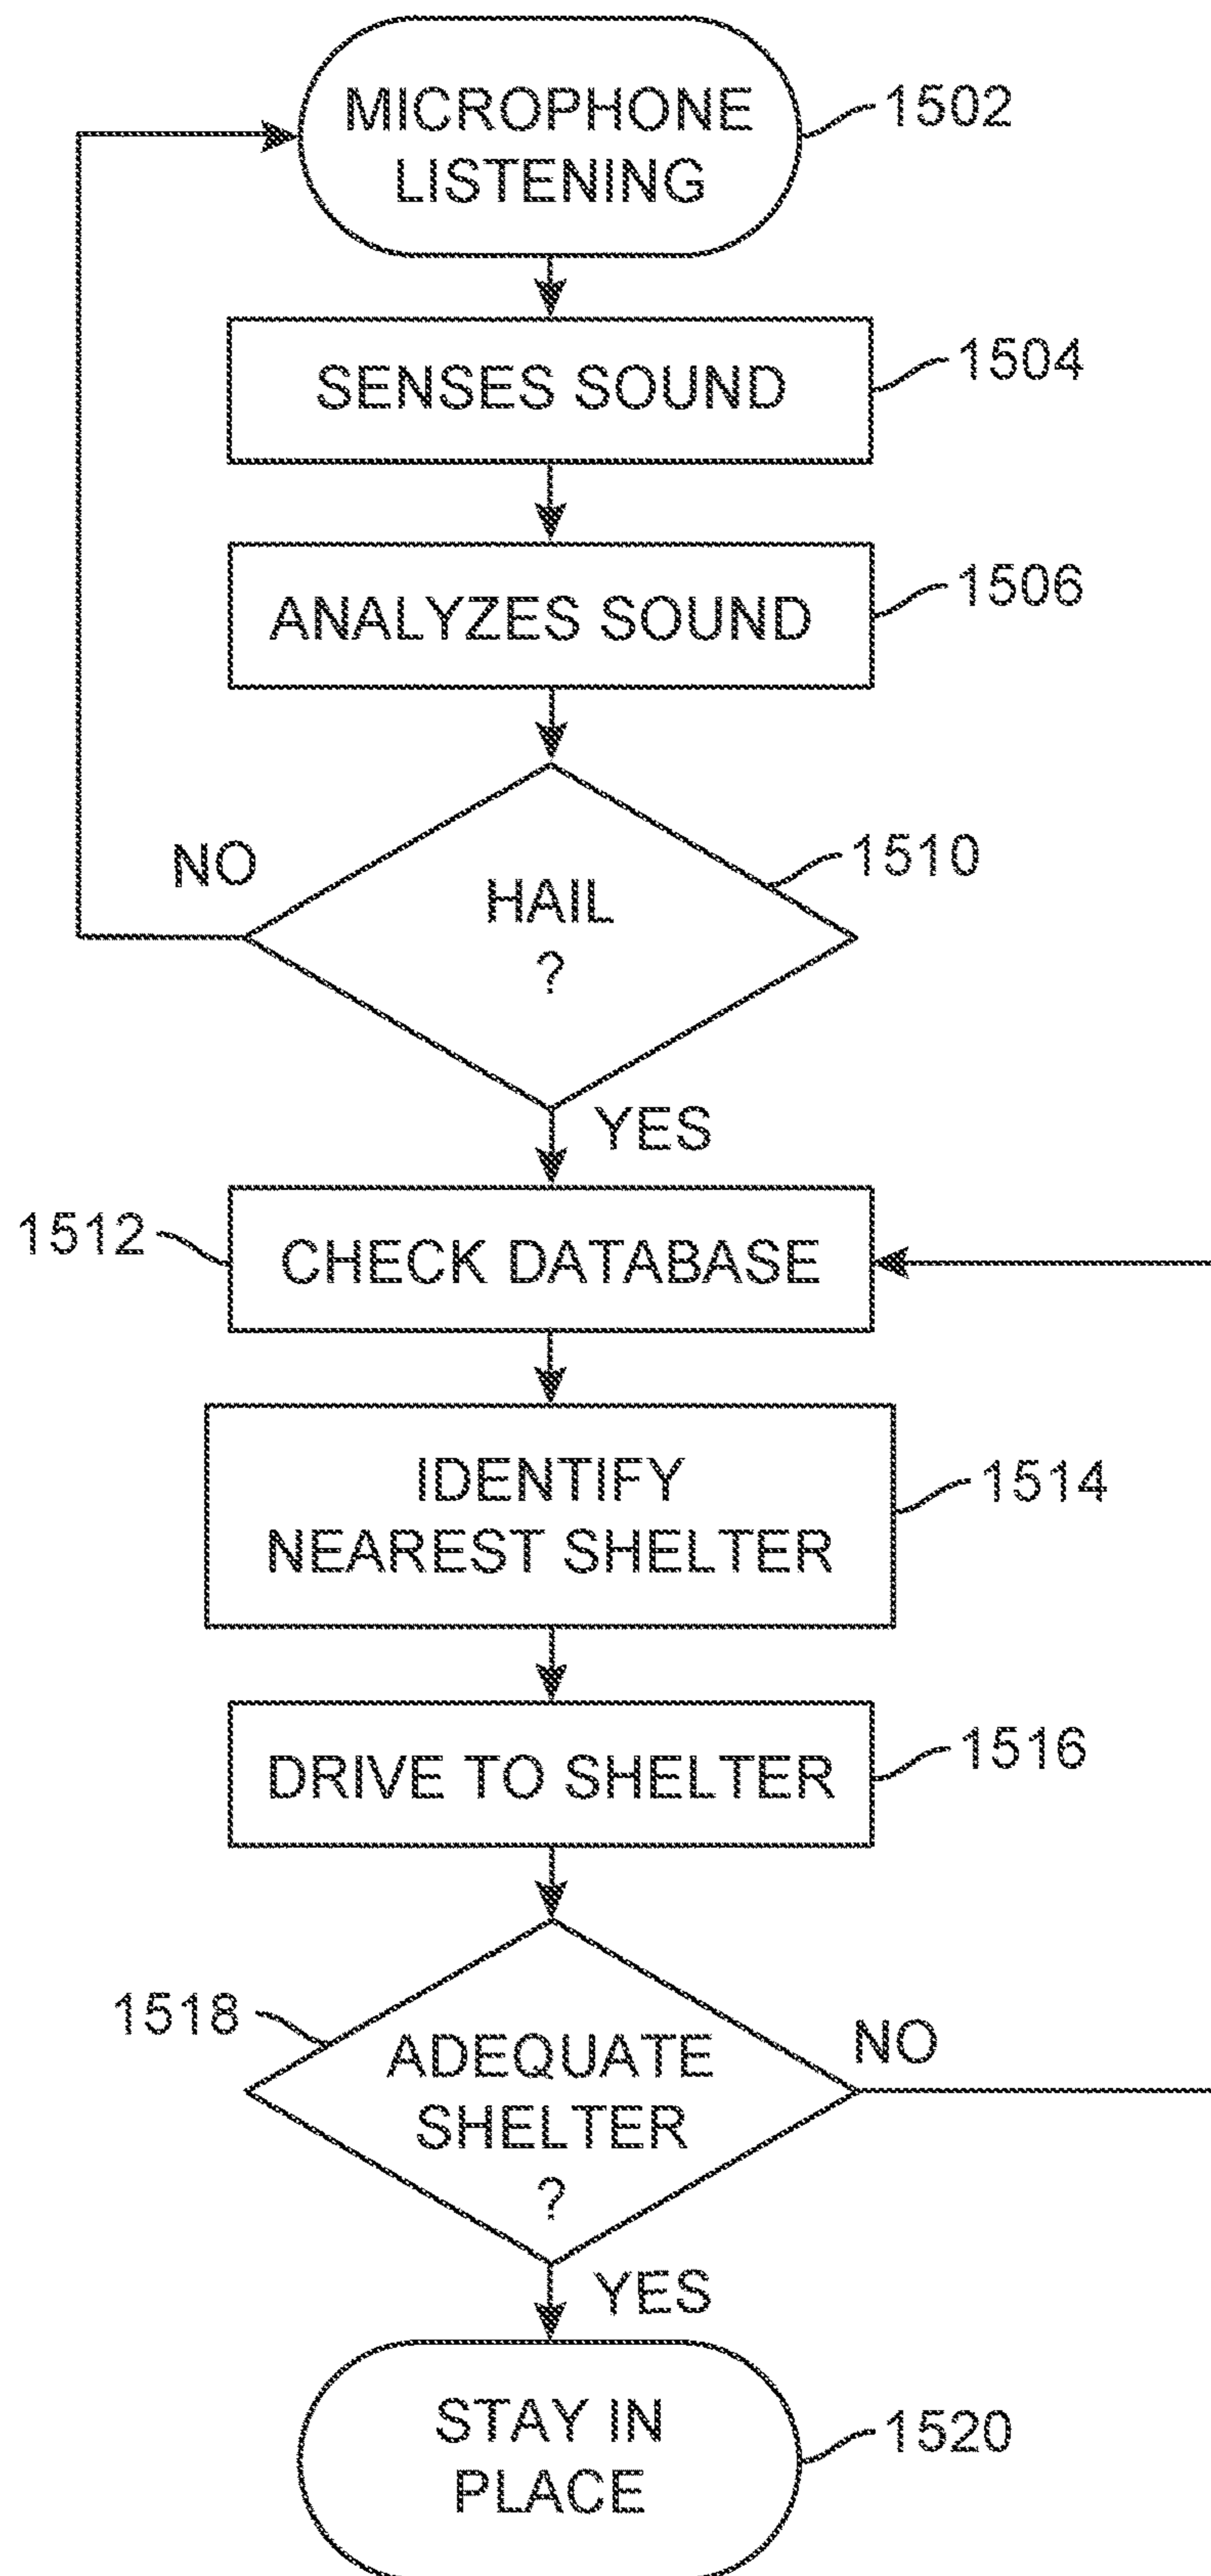 MICROPHONE
LISTENING
1502
SENSES SOUND
1504
ANALYZES SOUND
1506
NO
HAIL
?
1510
YES
1512
CHECK DATABASE
IDENTIFY
NEAREST SHELTER
1514
DRIVE TO SHELTER
1516
1518
ADEQUATE
SHELTER
?
NO
YES
STAY IN
PLACE
1520